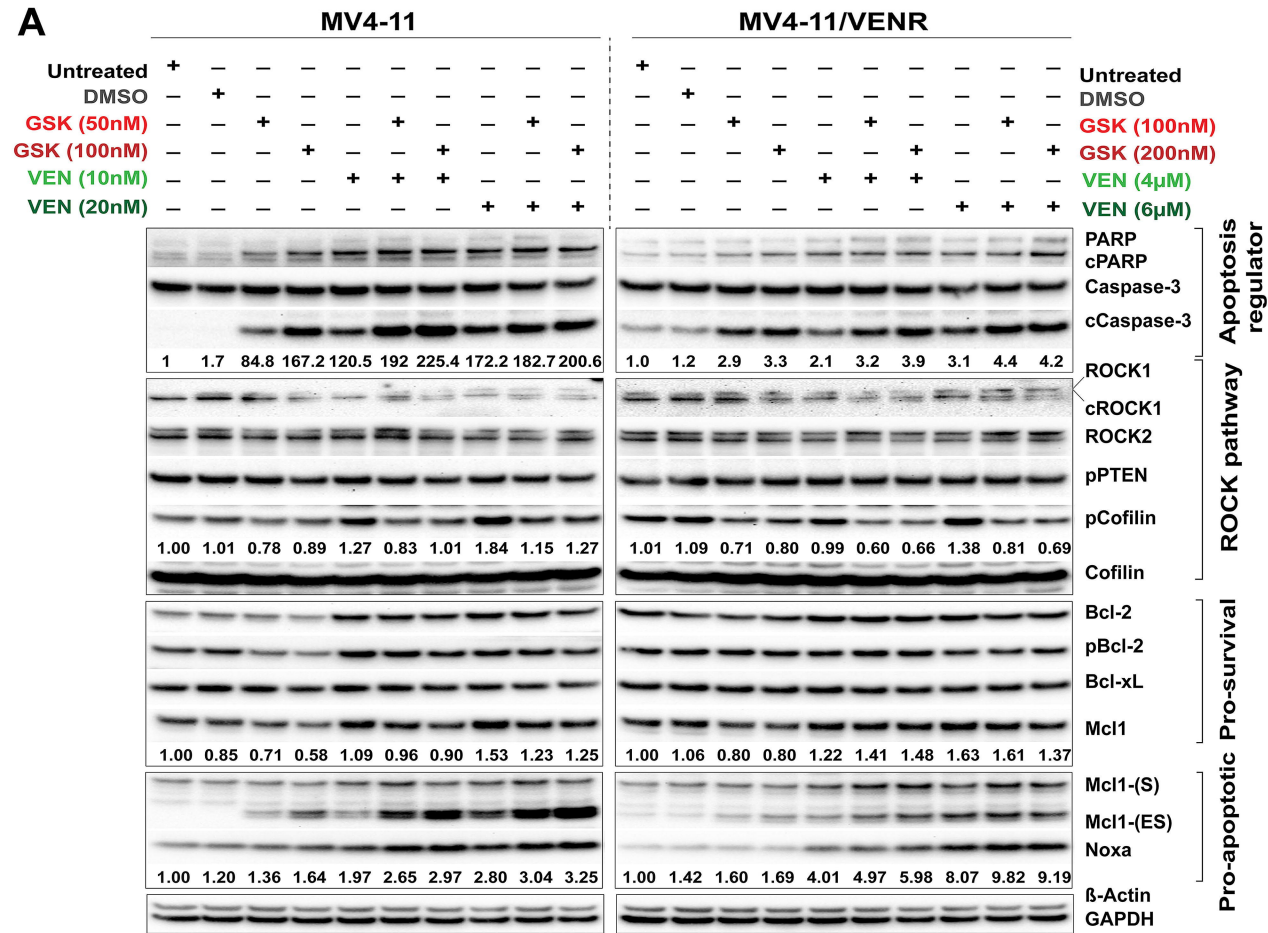 A
MV4-11
MV4-11/VENR
Untreated + – – – – – – – – – + – – – – – – – – – Untreated
DMSO – + – – – – – – – – – + – – – – – – – – DMSO
GSK (50nM) – – + – – + – – + – – – + – – + – – + – GSK (100nM)
GSK (100nM) – – – + – – + – – + – – – + – – + – – + GSK (200nM)
VEN (10nM) – – – – + + + – – – – – – – + + + – – – VEN (4µM)
VEN (20nM) – – – – – – – + + + – – – – – – – + + + VEN (6µM)
PARP
cPARP
Caspase-3
cCaspase-3
1 1.7 84.8 167.2 120.5 192 225.4 172.2 182.7 200.6 1.0 1.2 2.9 3.3 2.1 3.2 3.9 3.1 4.4 4.2
Apoptosis
regulator
ROCK1
cROCK1
ROCK2
pPTEN
pCofilin
1.00 1.01 0.78 0.89 1.27 0.83 1.01 1.84 1.15 1.27 1.01 1.09 0.71 0.80 0.99 0.60 0.66 1.38 0.81 0.69
Cofilin
ROCK pathway
Bcl-2
pBcl-2
Bcl-xL
Mcl1
1.00 0.85 0.71 0.58 1.09 0.96 0.90 1.53 1.23 1.25 1.00 1.06 0.80 0.80 1.22 1.41 1.48 1.63 1.61 1.37
Pro-survival
Mcl1-(S)
Mcl1-(ES)
Noxa
1.00 1.20 1.36 1.64 1.97 2.65 2.97 2.80 3.04 3.25 1.00 1.42 1.60 1.69 4.01 4.97 5.98 8.07 9.82 9.19
Pro-apoptotic
ß-Actin
GAPDH